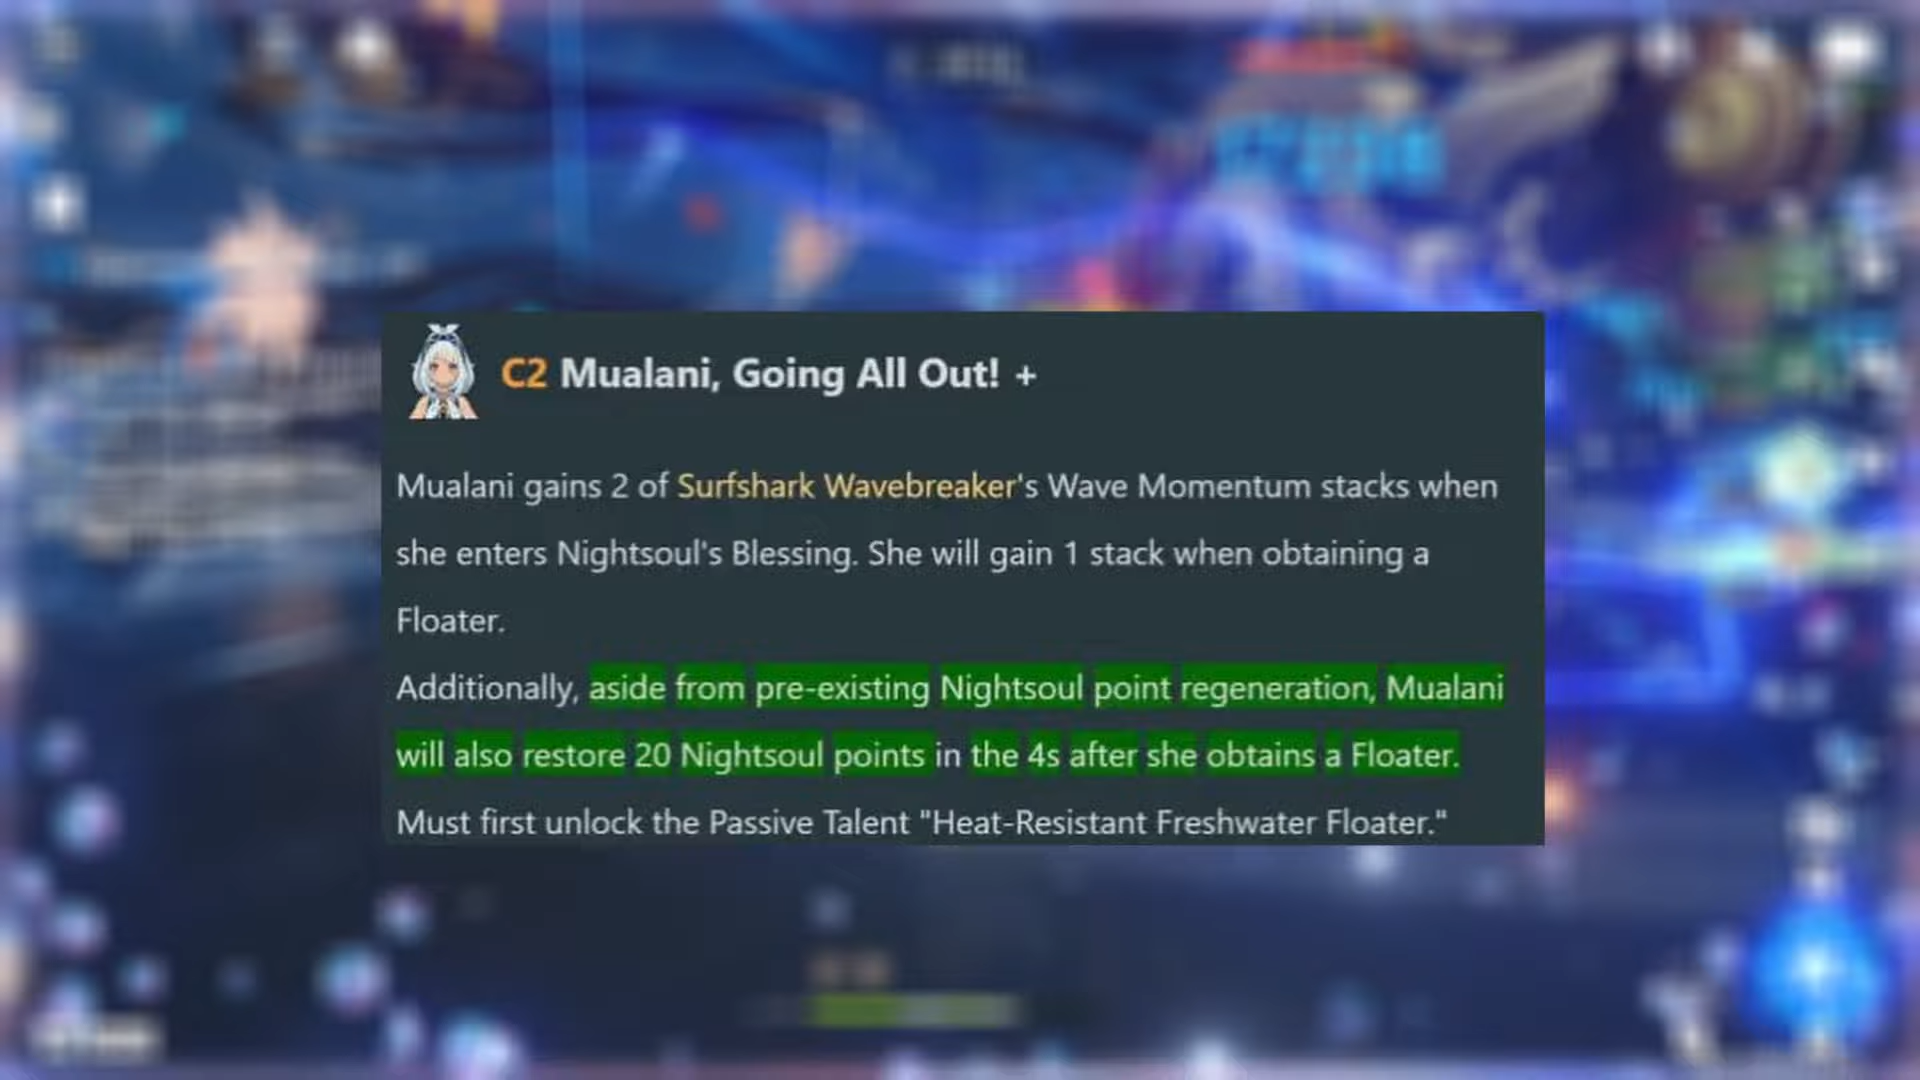 C2 Mualani, Going All Out! +
Mualani gains 2 of Surfshark Wavebreaker's Wave Momentum stacks when
she enters Nightsoul's Blessing. She will gain 1 stack when obtaining a
Floater.
Additionally, aside from pre-existing Nightsoul point regeneration, Mualani
will also restore 20 Nightsoul points in the 4s after she obtains a Floater.
Must first unlock the Passive Talent "Heat-Resistant Freshwater Floater."